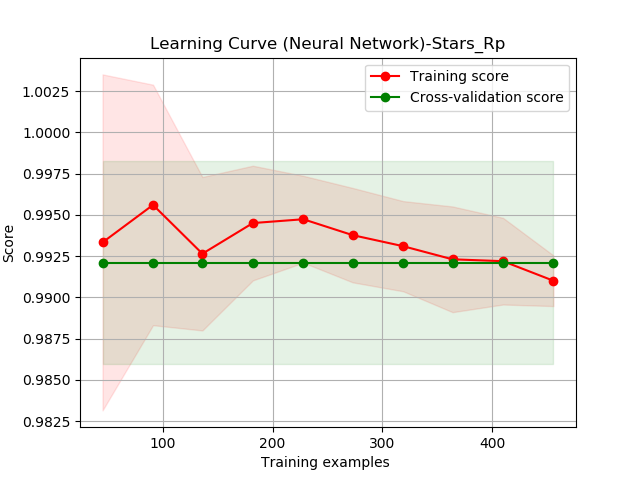 Learning Curve (Neural Network)-Stars_Rp
Training score
Cross-validation score
1.0025
1.0000
0.9975
0.9950
0.9925
0.9900
0.9875
0.9850
0.9825
Score
100
200
300
400
Training examples